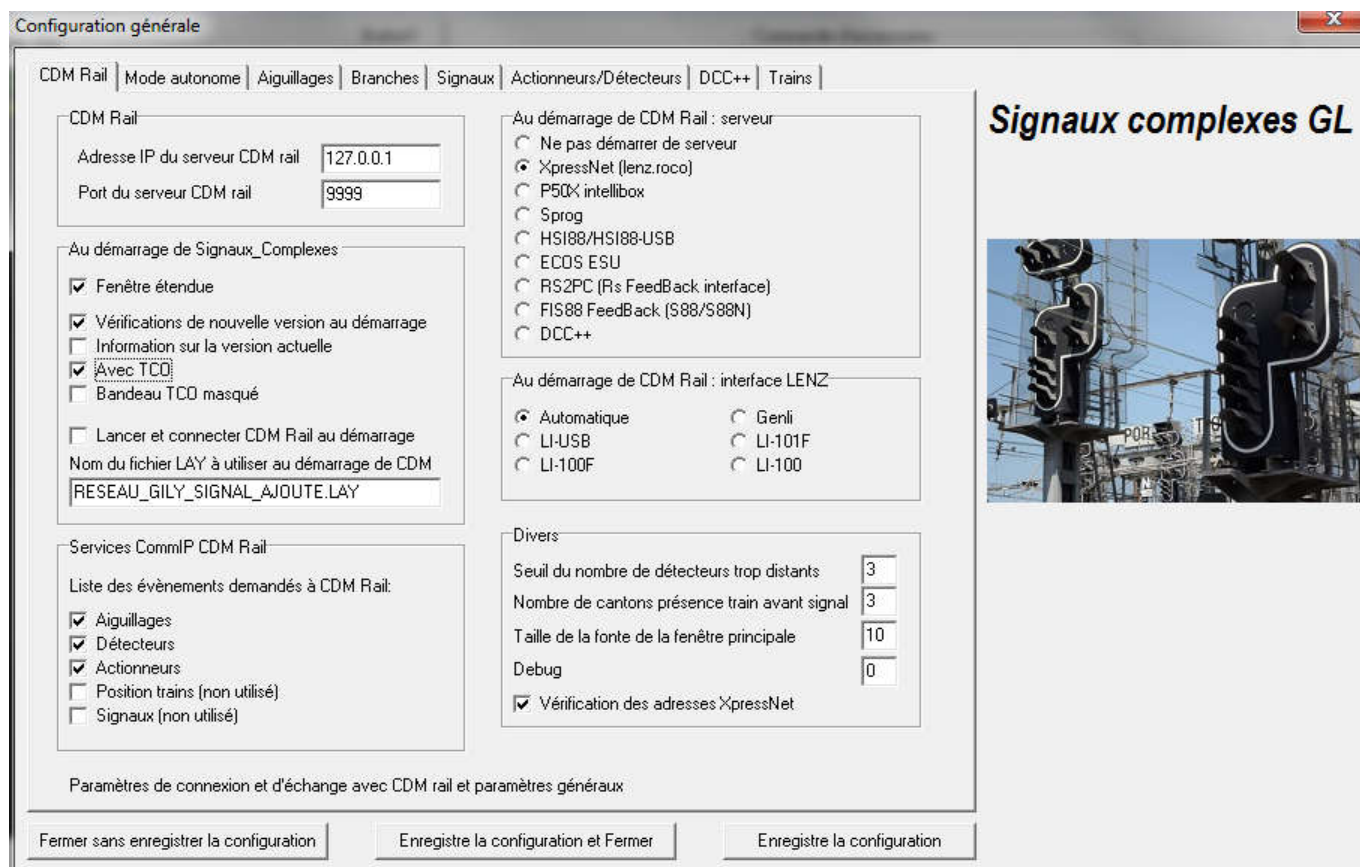 Configuration générale
CDM Rail
Mode autonome
Aiguillages
Branches
Signaux
Actionneurs/Détecteurs
DCC++
Trains
CDM Rail
Adresse IP du serveur CDM rail
127.0.0.1
Port du serveur CDM rail
9999
Au démarrage de Signaux_Complexes
Fenêtre étendue
Vérifications de nouvelle version au démarrage
Information sur la version actuelle
Avec TCO
Bandeau TCO masqué
Lancer et connecter CDM Rail au démarrage
Nom du fichier LAY à utiliser au démarrage de CDM
RESEAU_GILY_SIGNAL_AJOUTE.LAY
Services CommIP CDM Rail
Liste des évènements demandés à CDM Rail:
Aiguillages
Détecteurs
Actionneurs
Position trains (non utilisé)
Signaux (non utilisé)
Au démarrage de CDM Rail : serveur
Ne pas démarrer de serveur
XpressNet (lenz.roco)
P50X intellibox
Sprog
HSI88/HSI88-USB
ECOS ESU
RS2PC (Rs FeedBack interface)
FIS88 FeedBack (S88/S88N)
DCC++
Au démarrage de CDM Rail : interface LENZ
Automatique
Genli
LI-USB
LI-101F
LI-100F
LI-100
Divers
Seuil du nombre de détecteurs trop distants
3
Nombre de cantons présence train avant signal
3
Taille de la fonte de la fenêtre principale
10
Debug
0
Vérification des adresses XpressNet
Paramètres de connexion et d'échange avec CDM rail et paramètres généraux
Fermer sans enregistrer la configuration
Enregistre la configuration et Fermer
Enregistre la configuration
Signaux complexes GL
POR